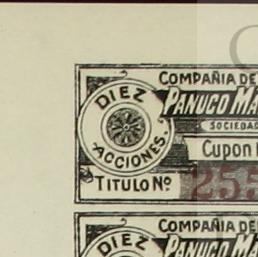 COMPAÑIA DE
DIEZ
ACCIONES.
PANUCO MA
SOCIEDAD
Cupon
TITULO Nº
255
COMPAÑIA DE
DIEZ
PANUCO MA